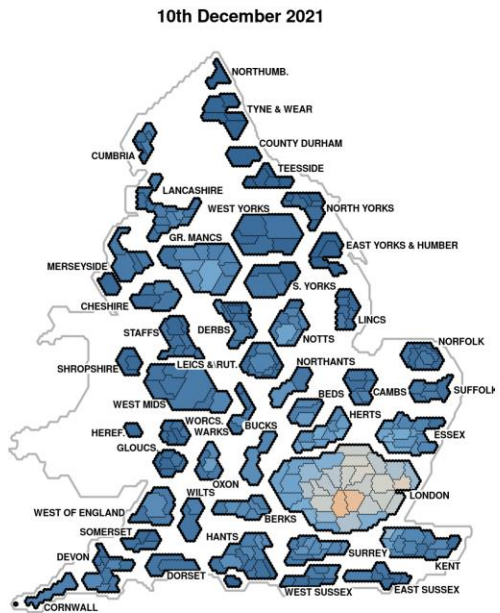 10th December 2021
NORTHUMB.
TYNE & WEAR
COUNTY DURHAM
CUMBRIA
TEESSIDE
LANCASHIRE
WEST YORKS
NORTH YORKS
GR. MANCS
EAST YORKS & HUMBER
MERSEYSIDE
S. YORKS
CHESHIRE
LINCS
STAFFS
DERBS
NOTTS
NORFOLK
SHROPSHIRE
LEICS & RUT.
NORTHANTS
BEDS
CAMBS
SUFFOLK
WEST MIDS
HERTS
WORCS.
WARKS
BUCKS
HEREF.
ESSEX
GLOUCS.
OXON
WILTS
LONDON
WEST OF ENGLAND
BERKS
SOMERSET
HANTS
DEVON
SURREY
KENT
DORSET
WEST SUSSEX
EAST SUSSEX
CORNWALL